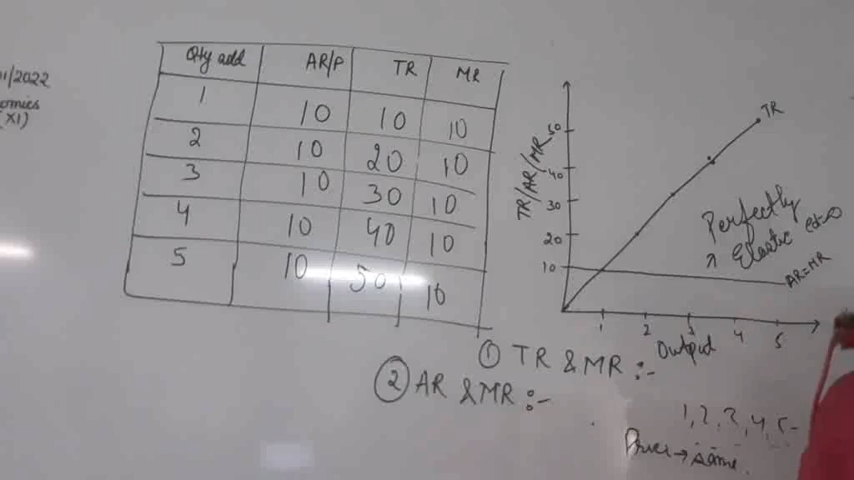 1/2022
omics
(XI)
Qty add AR/P TR MR
1 10 10 10
2 10 20 10
3 10 30 10
4 10 40 10
5 10 50 10
TR/AR/MR
50
40
30
20
10
TR
Perfectly
Elastic
AR=MR
1 2 3 4 5
Output
① TR & MR :-
② AR & MR :-
1, 2, 3, 4, 5
→ same.